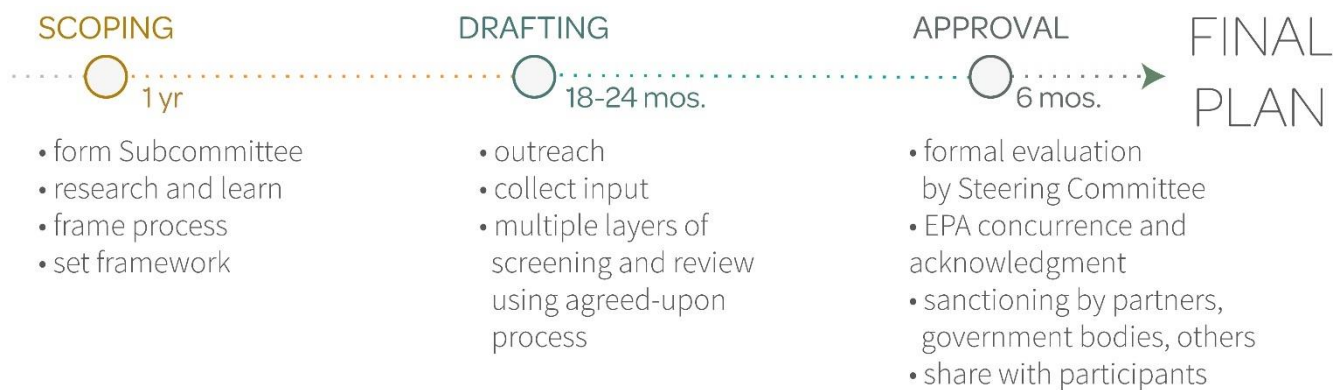 SCOPING
1 yr
• form Subcommittee
• research and learn
• frame process
• set framework
DRAFTING
18-24 mos.
• outreach
• collect input
• multiple layers of
screening and review
using agreed-upon
process
APPROVAL
6 mos.
• formal evaluation
by Steering Committee
• EPA concurrence and
acknowledgment
• sanctioning by partners,
government bodies, others
• share with participants
FINAL
PLAN